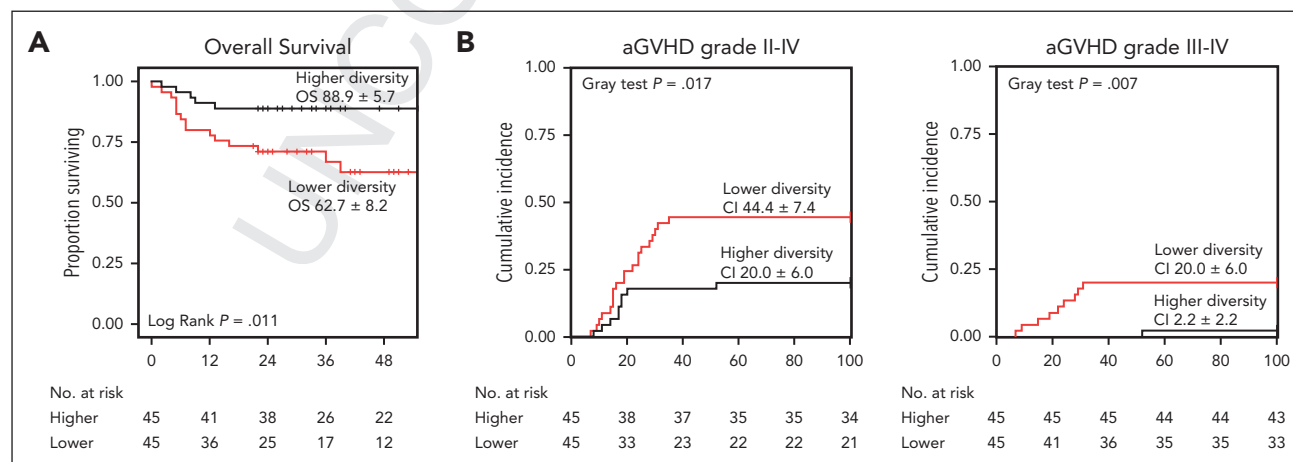 A
Overall Survival
Proportion surviving
1.00
0.75
0.50
0.25
0.00
Higher diversity
OS 88.9 ± 5.7
Lower diversity
OS 62.7 ± 8.2
Log Rank P = .011
0 12 24 36 48
No. at risk
Higher 45 41 38 26 22
Lower 45 36 25 17 12
B
aGVHD grade II-IV
Cumulative incidence
1.00
0.75
0.50
0.25
0.00
Gray test P = .017
Lower diversity
CI 44.4 ± 7.4
Higher diversity
CI 20.0 ± 6.0
0 20 40 60 80 100
No. at risk
Higher 45 38 37 35 35 34
Lower 45 33 23 22 22 21
aGVHD grade III-IV
Cumulative incidence
1.00
0.75
0.50
0.25
0.00
Gray test P = .007
Lower diversity
CI 20.0 ± 6.0
Higher diversity
CI 2.2 ± 2.2
0 20 40 60 80 100
No. at risk
Higher 45 45 45 44 44 43
Lower 45 41 36 35 35 33
UNCO